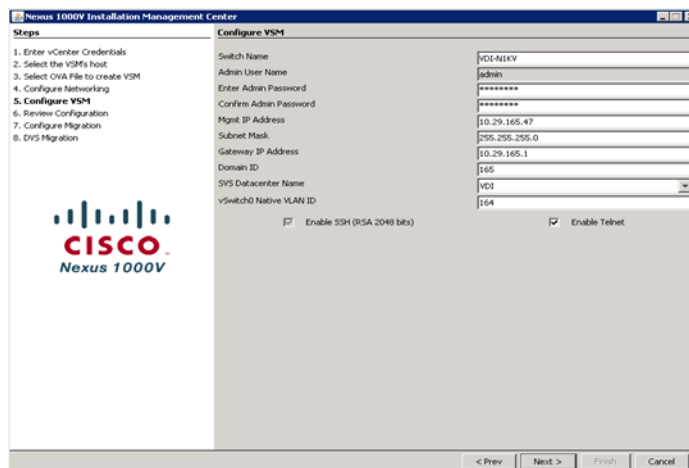 Nexus 1000V Installation Management Center
Steps
1. Enter vCenter Credentials
2. Select the VSM's host
3. Select OVA File to create VSM
4. Configure Networking
5. Configure VSM
6. Review Configuration
7. Configure Migration
8. DVS Migration
CISCO
Nexus 1000V
Configure VSM
Switch Name VDI-N1KV
Admin User Name admin
Enter Admin Password ********
Confirm Admin Password ********
Mgmt IP Address 10.29.165.47
Subnet Mask 255.255.255.0
Gateway IP Address 10.29.165.1
Domain ID 165
SVS Datacenter Name VDI
vSwitch0 Native VLAN ID 164
Enable SSH (RSA 2048 bits) Enable Telnet
< Prev Next > Finish Cancel